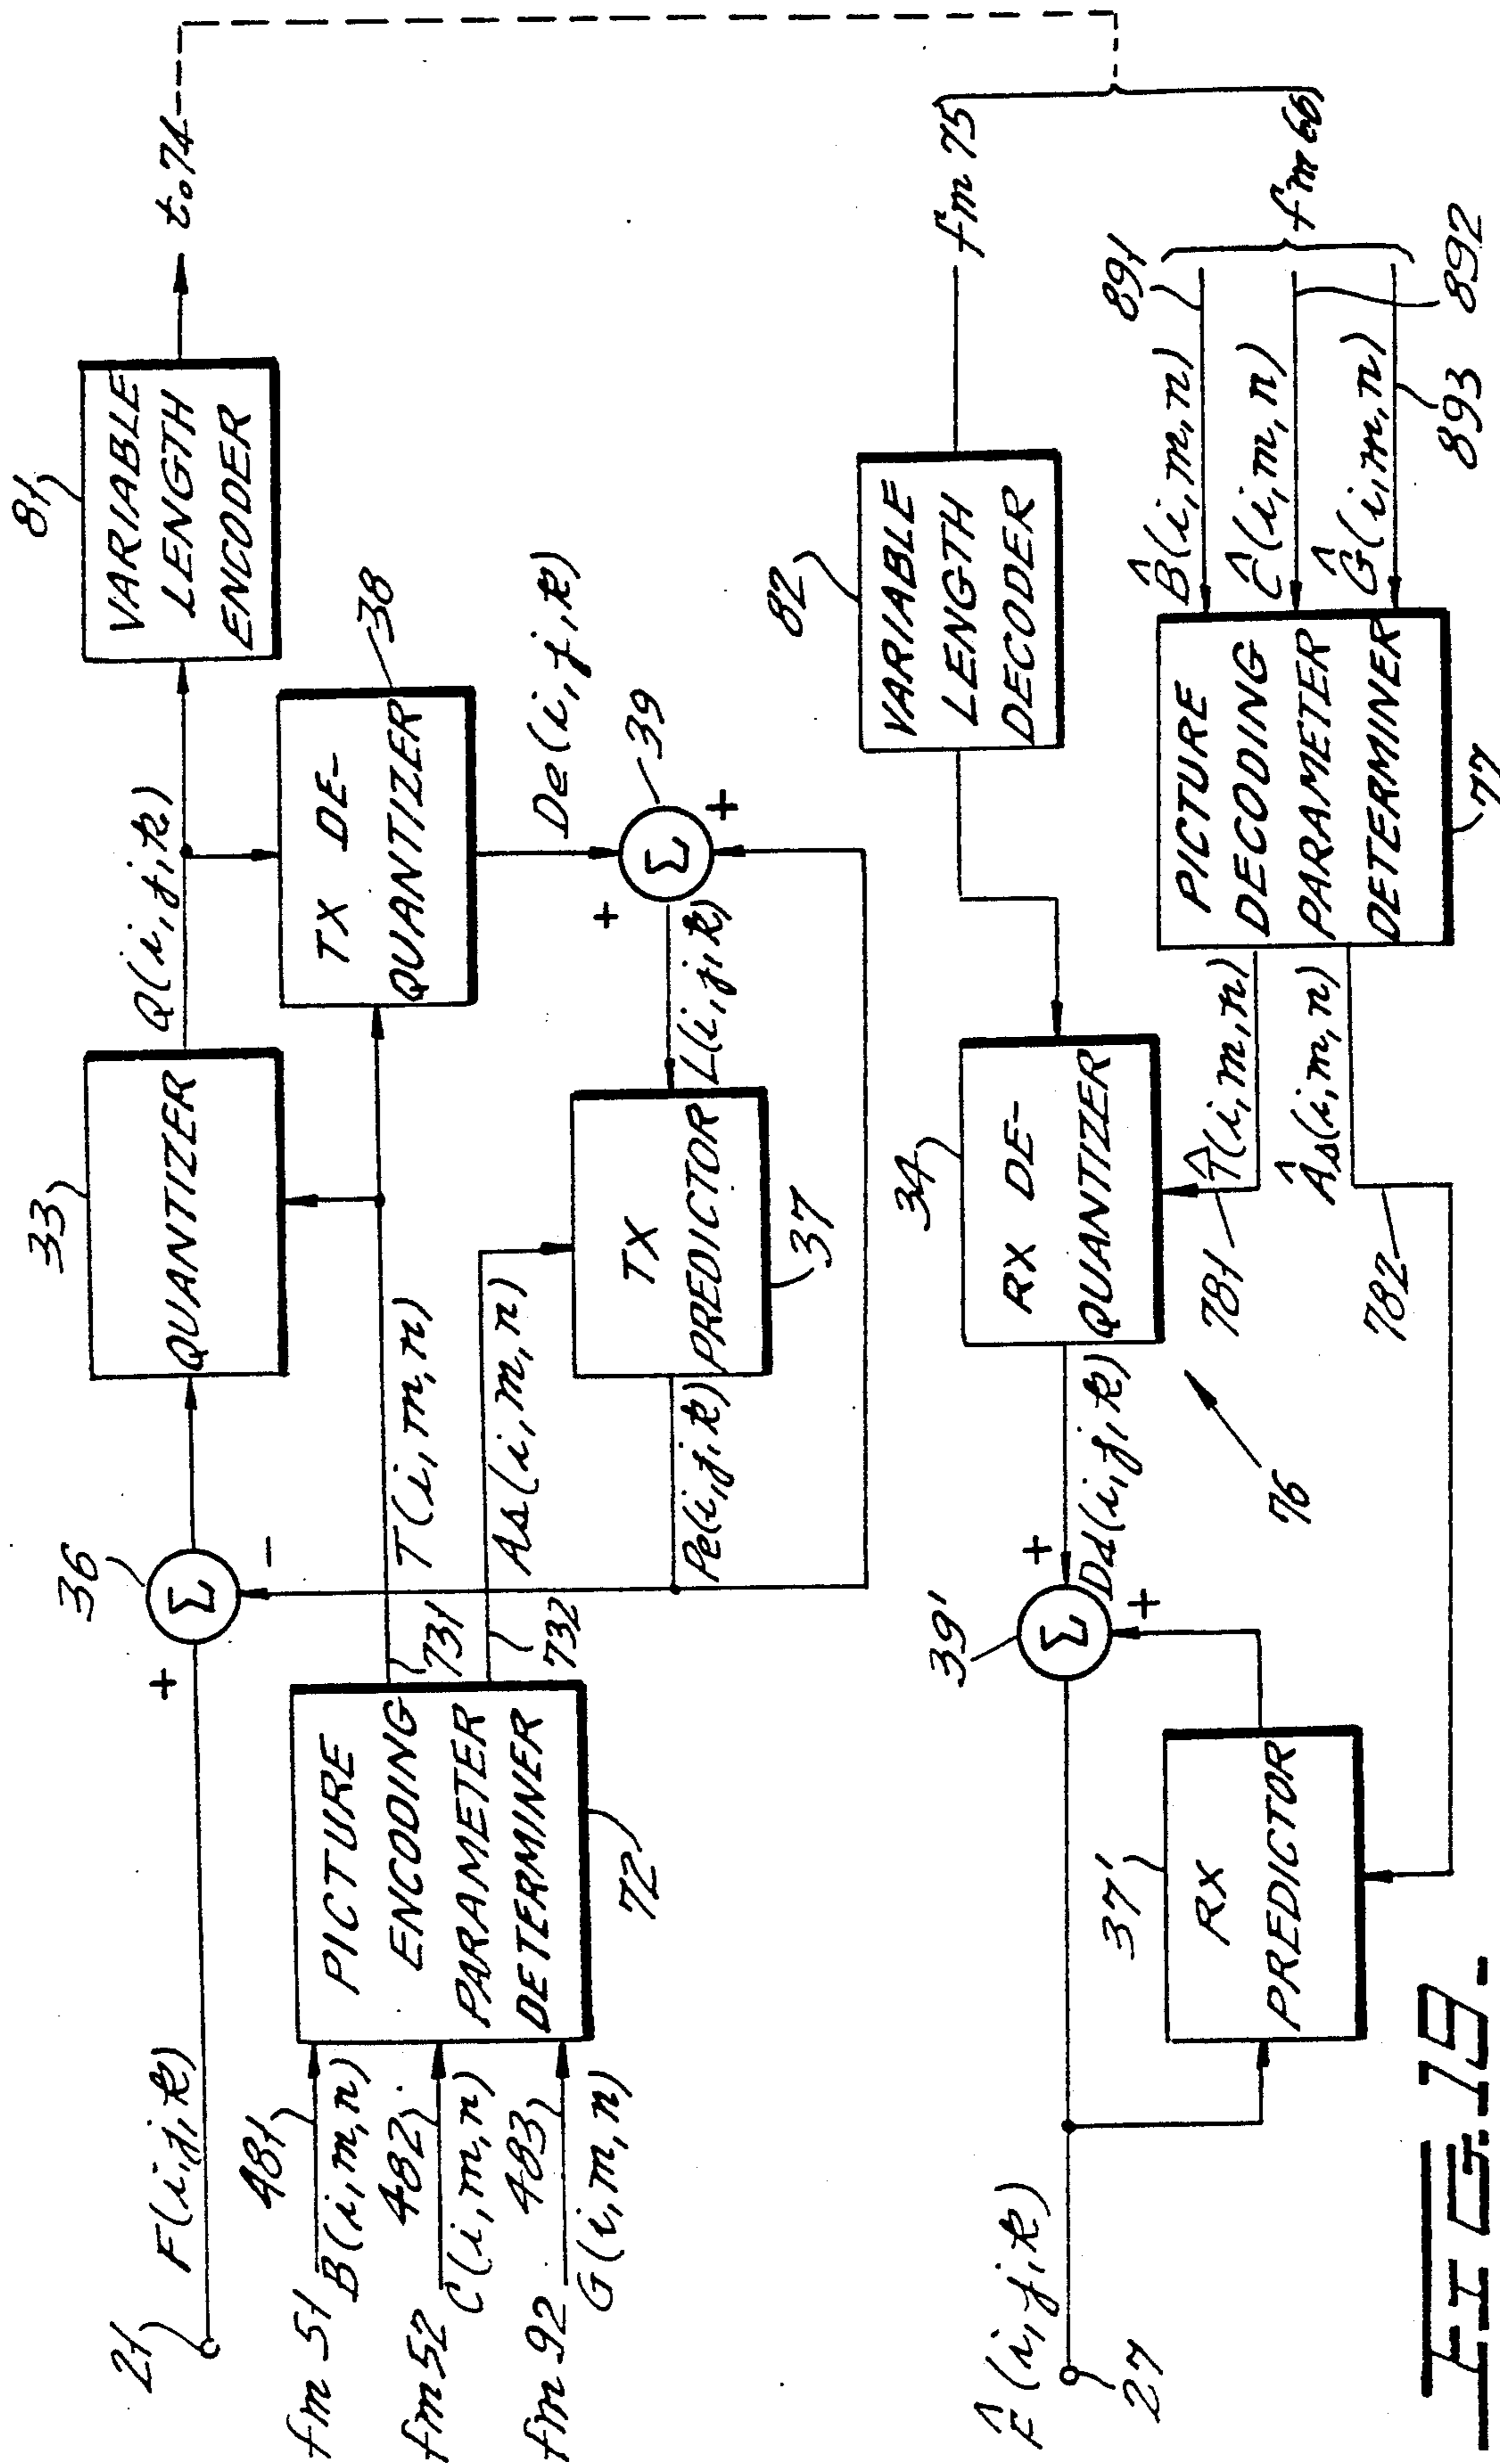 21
F(i,j,k)
+
36
Σ
-
33
QUANTIZER
Q(i,j,k)
81
VARIABLE
LENGTH
ENCODER
to 74
fm 51
481
B(i,m,n)
fm 52
482
C(i,m,n)
fm 92
483
G(i,m,n)
PICTURE
ENCODING
PARAMETER
DETERMINER
72
731
T(i,m,n)
732
As(i,m,n)
TX DE-
QUANTIZER
38
De(i,j,k)
39
Σ
+
+
L(i,j,k)
TX
PREDICTOR
37
Pe(i,j,k)
F̂(i,j,k)
27
39'
Σ
+
+
Dd(i,j,k)
37'
RX
PREDICTOR
76
34
RX DE-
QUANTIZER
781
T̂(i,m,n)
782
Âs(i,m,n)
82
VARIABLE
LENGTH
DECODER
fm 75
PICTURE
DECODING
PARAMETER
DETERMINER
77
B̂(i,m,n)
891
Ĉ(i,m,n)
892
Ĝ(i,m,n)
893
fm 66
FIG. 18.